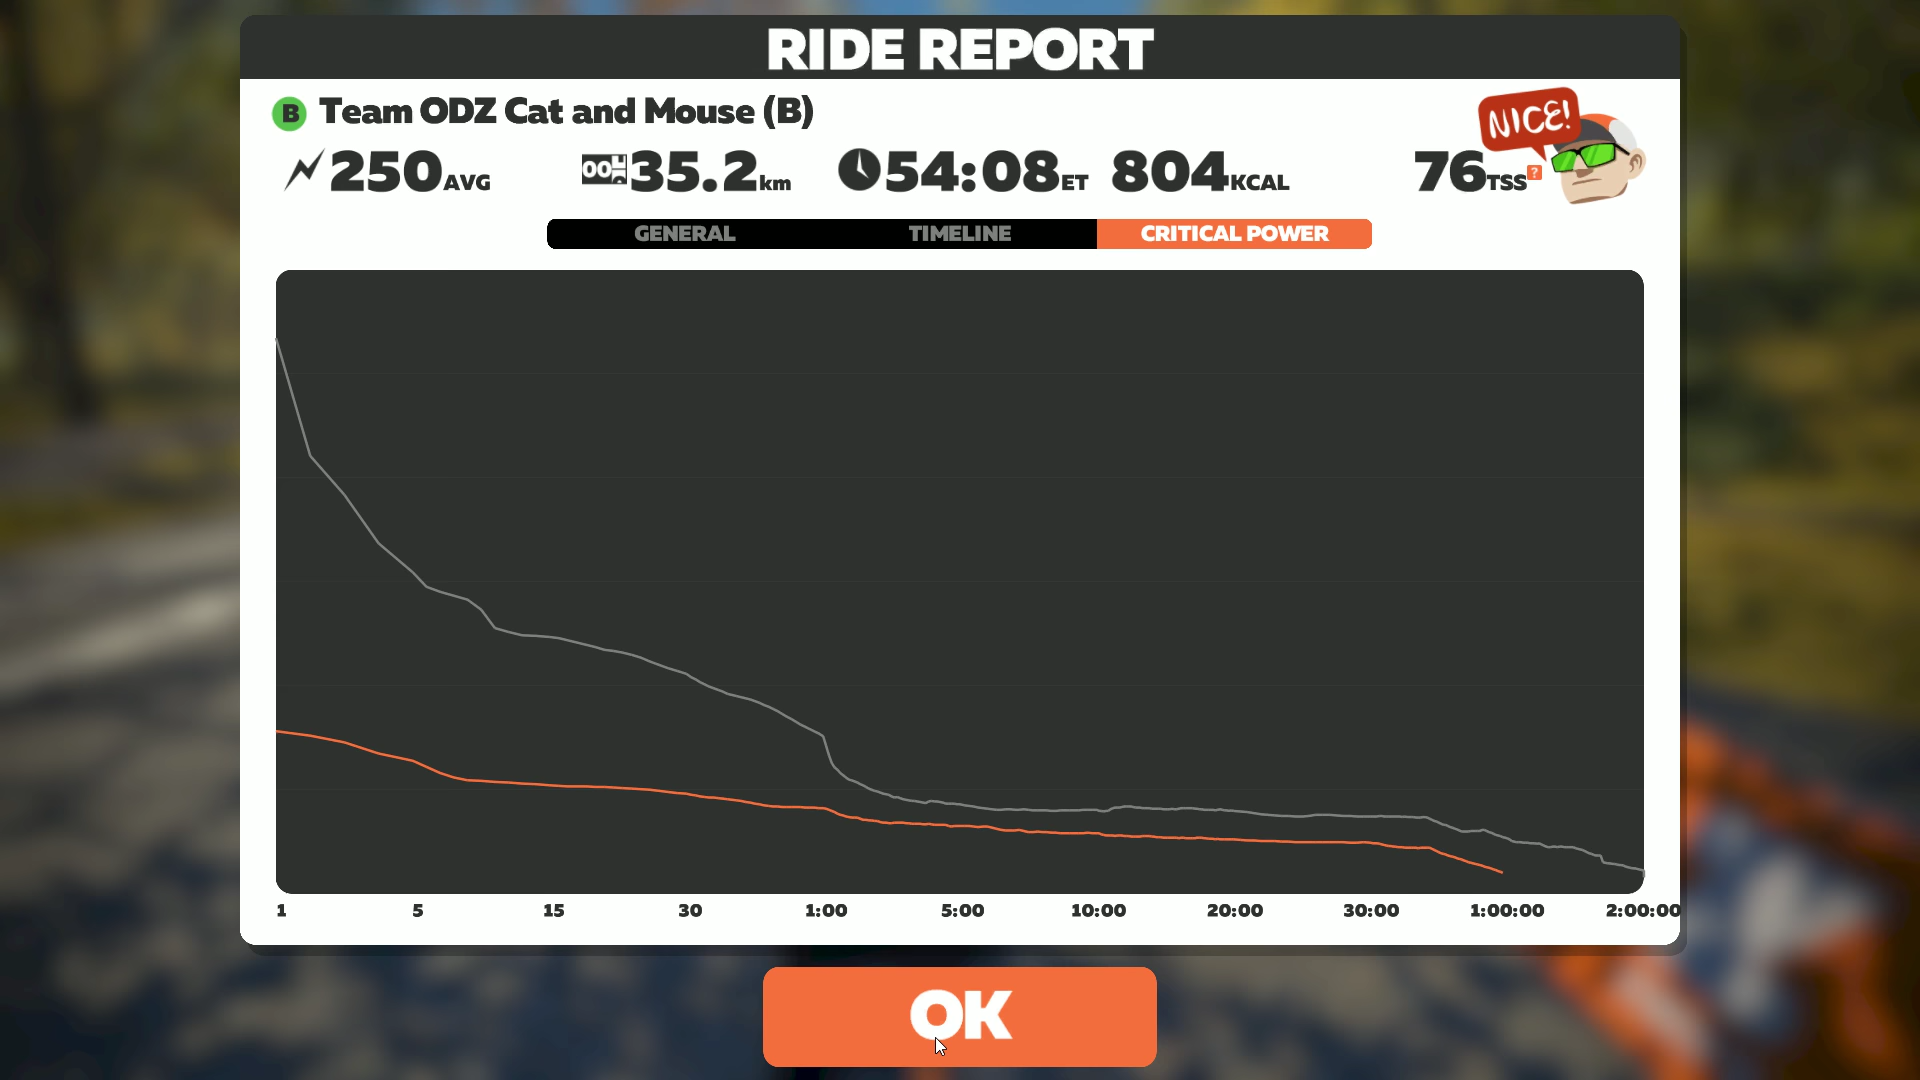 RIDE REPORT
B Team ODZ Cat and Mouse (B)
NICE!
250AVG 35.2km 54:08ET 804KCAL 76TSS ?
GENERAL TIMELINE CRITICAL POWER
1 5 15 30 1:00 5:00 10:00 20:00 30:00 1:00:00 2:00:00
OK